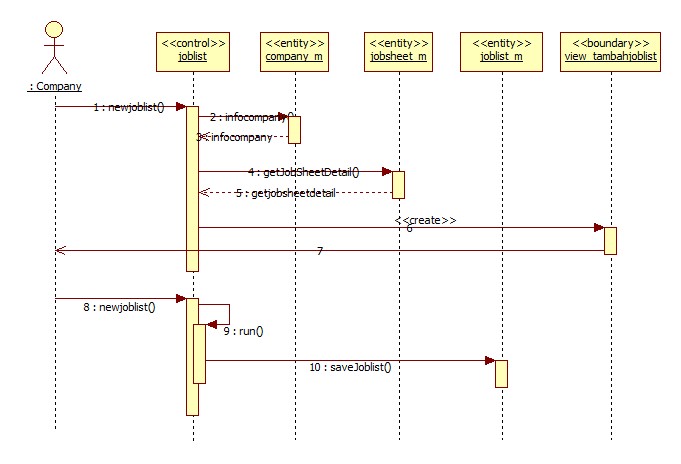 <<control>>
joblist
<<entity>>
company_m
<<entity>>
jobsheet_m
<<entity>>
joblist_m
<<boundary>>
view_tambahjoblist
: Company
1 : newjoblist()
2 : infocompany()
3 : infocompany
4 : getJobSheetDetail()
5 : getjobsheetdetail
<<create>>
6
7
8 : newjoblist()
9 : run()
10 : saveJoblist()